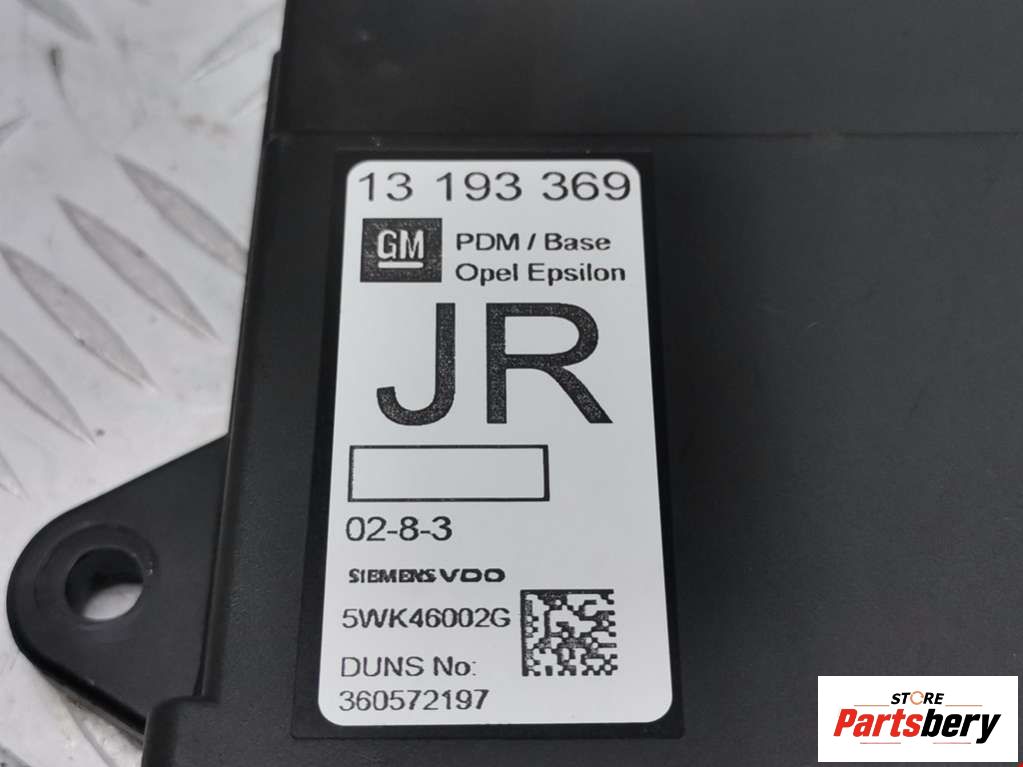 13 193 369
GM
PDM / Base
Opel Epsilon
JR
02-8-3
SIEMENS VDO
5WK46002G
DUNS No:
360572197
STORE
Partsbery